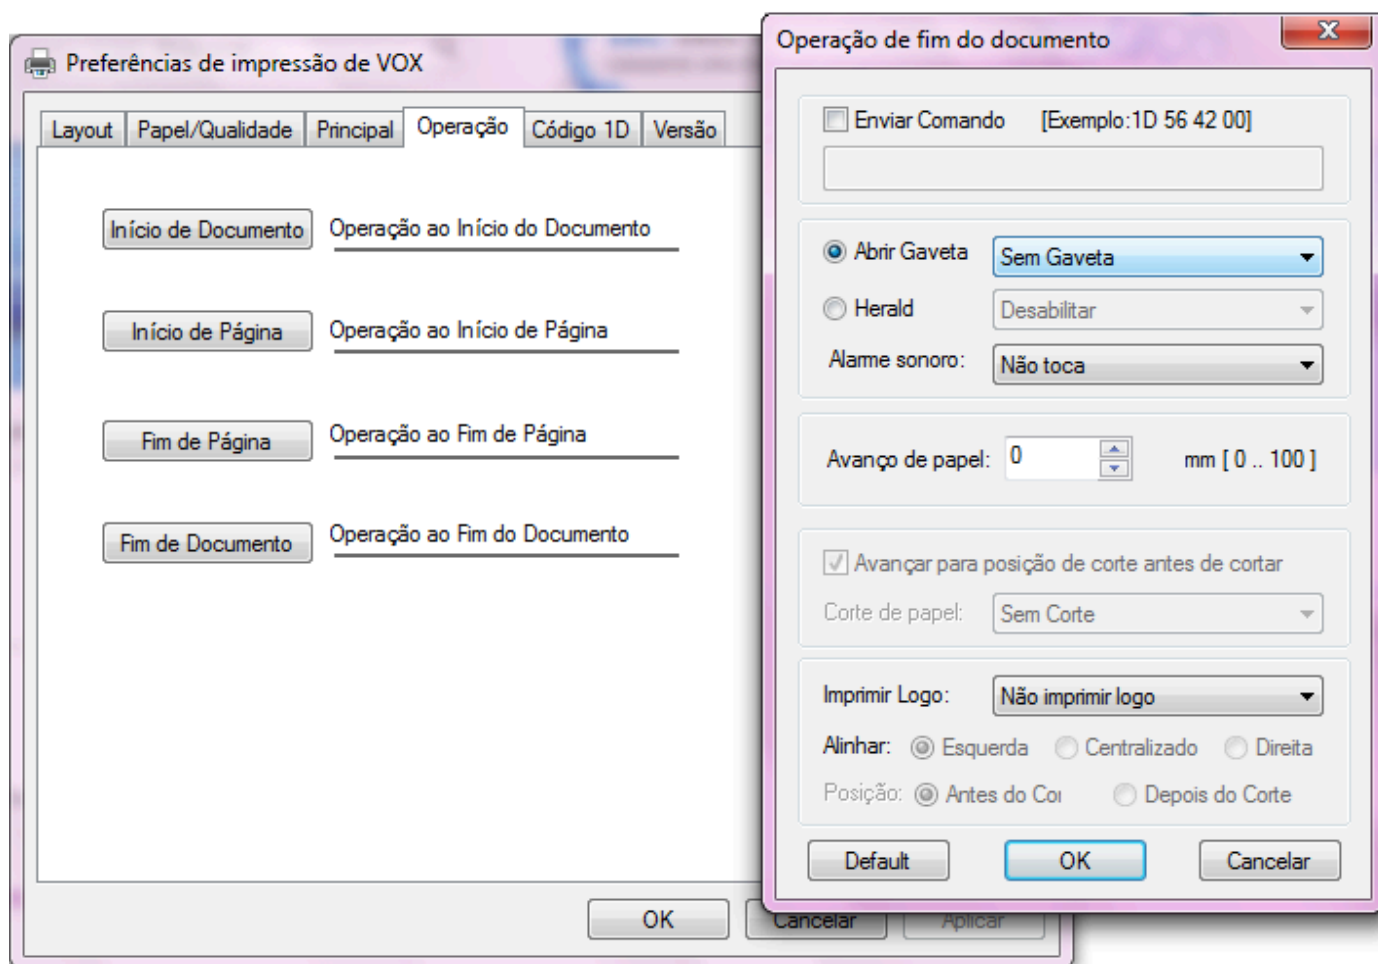 Preferências de impressão de VOX
Layout Papel/Qualidade Principal Operação Código 1D Versão
Início de Documento Operação ao Início do Documento
Início de Página Operação ao Início de Página
Fim de Página Operação ao Fim de Página
Fim de Documento Operação ao Fim do Documento
OK Cancelar Aplicar
Operação de fim do documento
Enviar Comando [Exemplo:1D 56 42 00]
Abrir Gaveta Sem Gaveta
Herald Desabilitar
Alarme sonoro: Não toca
Avanço de papel: 0 mm [ 0 .. 100 ]
Avançar para posição de corte antes de cortar
Corte de papel: Sem Corte
Imprimir Logo: Não imprimir logo
Alinhar: Esquerda Centralizado Direita
Posição: Antes do Cor Depois do Corte
Default OK Cancelar